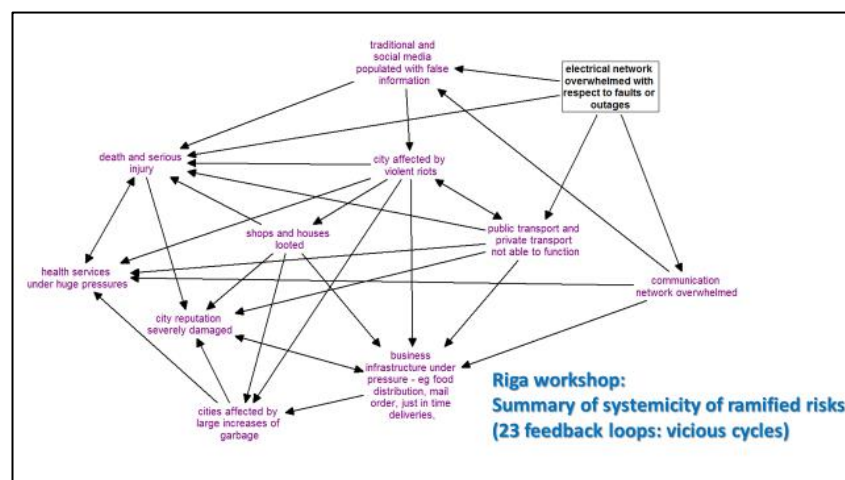 traditional and
social media
populated with false
information
electrical network
overwhelmed with
respect to faults or
outages
death and serious
injury
city affected by
violent riots
shops and houses
looted
public transport and
private transport
not able to function
health services
under huge pressures
communication
network overwhelmed
city reputation
severely damaged
business
infrastructure under
pressure - eg food
distribution, mail
order, just in time
deliveries,
cities affected by
large increases of
garbage
Riga workshop:
Summary of systemicity of ramified risks
(23 feedback loops: vicious cycles)